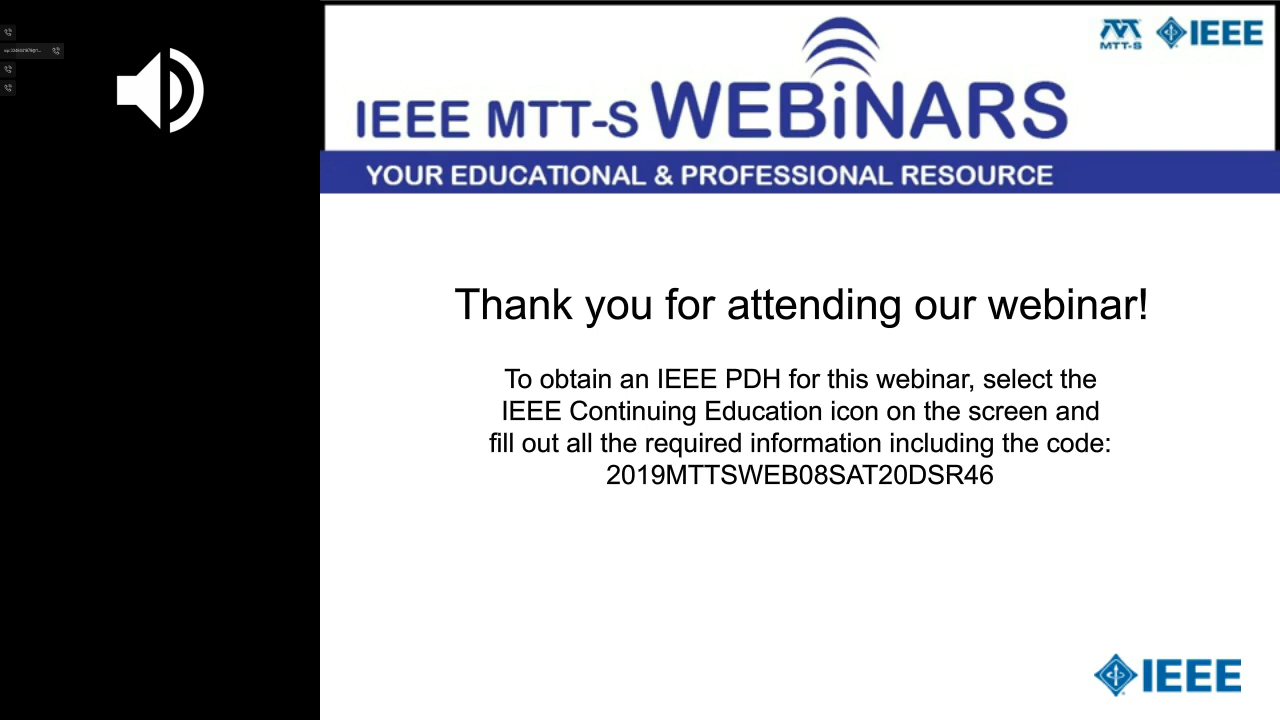 MTT-S
IEEE
IEEE MTT-S WEBiNARS
YOUR EDUCATIONAL & PROFESSIONAL RESOURCE
Thank you for attending our webinar!
To obtain an IEEE PDH for this webinar, select the
IEEE Continuing Education icon on the screen and
fill out all the required information including the code:
2019MTTSWEB08SAT20DSR46
IEEE